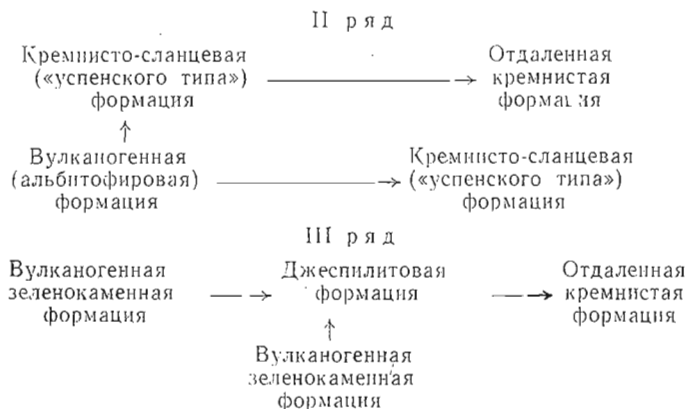 II ряд
Кремнисто-сланцевая
(«успенского типа»)
формация
Отдаленная
кремнистая
формация
Вулканогенная
(альбитофировая)
формация
Кремнисто-сланцевая
(«успенского типа»)
формация
III ряд
Вулканогенная
зеленокаменная
формация
Джеспилитовая
формация
Отдаленная
кремнистая
формация
Вулканогенная
зеленокаменная
формация